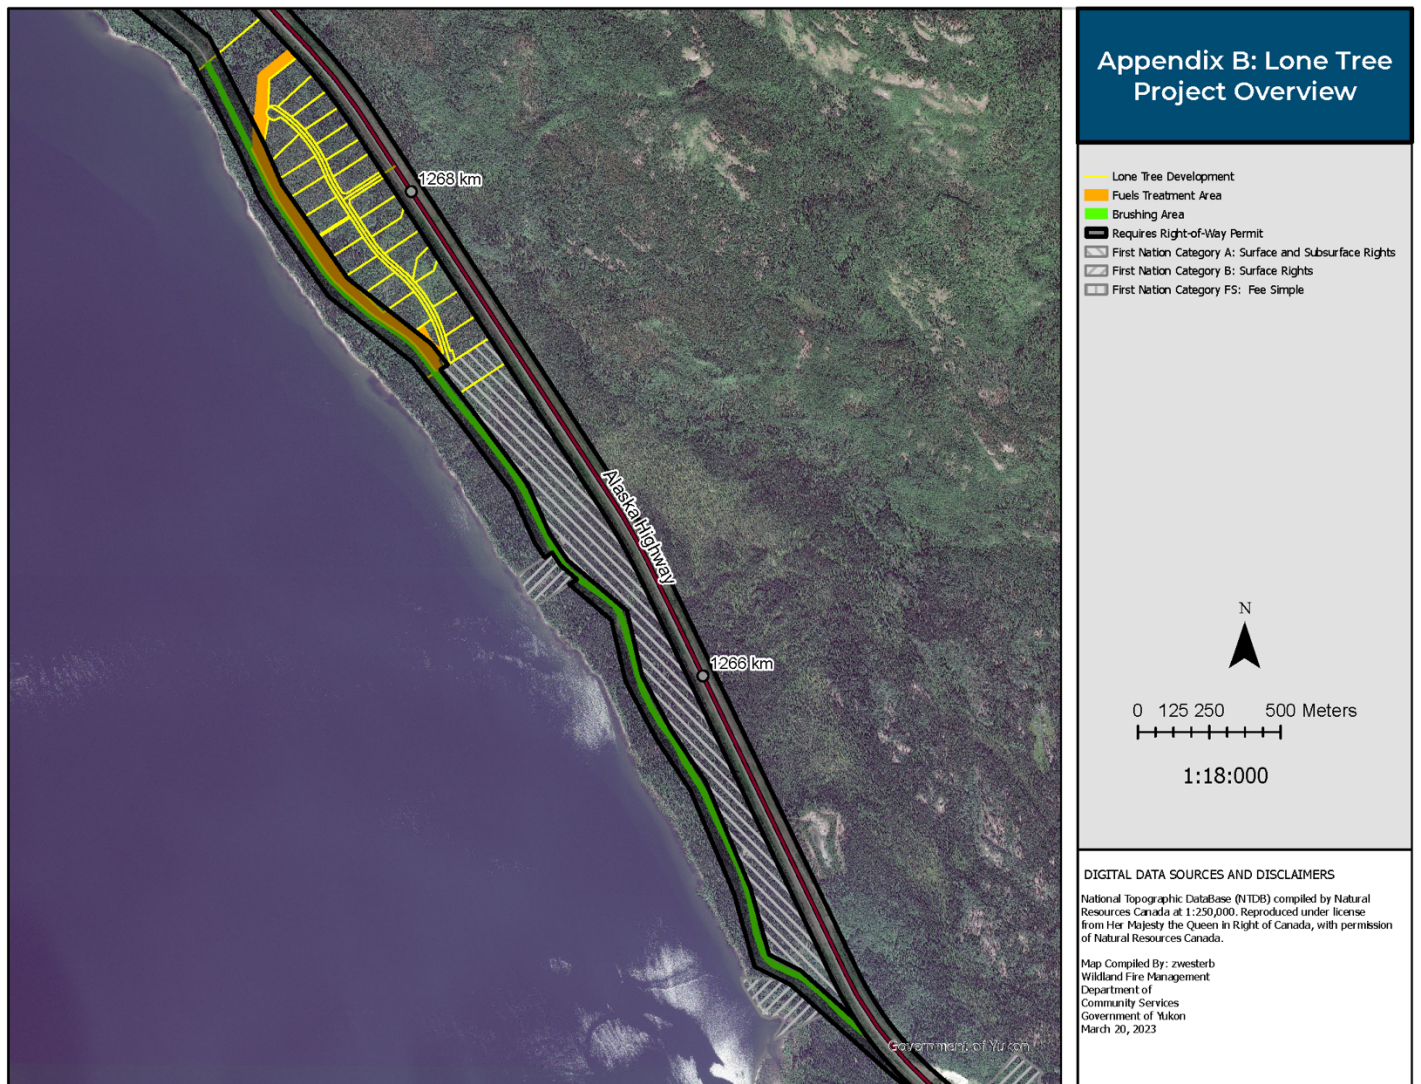 Appendix B: Lone Tree
Project Overview
Lone Tree Development
Fuels Treatment Area
Brushing Area
Requires Right-of-Way Permit
First Nation Category A: Surface and Subsurface Rights
First Nation Category B: Surface Rights
First Nation Category FS: Fee Simple
1268 km
Alaska Highway
1266 km
Government of Yukon
N
0 125 250 500 Meters
1:18:000
DIGITAL DATA SOURCES AND DISCLAIMERS
National Topographic DataBase (NTDB) compiled by Natural
Resources Canada at 1:250,000. Reproduced under license
from Her Majesty the Queen in Right of Canada, with permission
of Natural Resources Canada.
Map Compiled By: zwesterb
Wildland Fire Management
Department of
Community Services
Government of Yukon
March 20, 2023